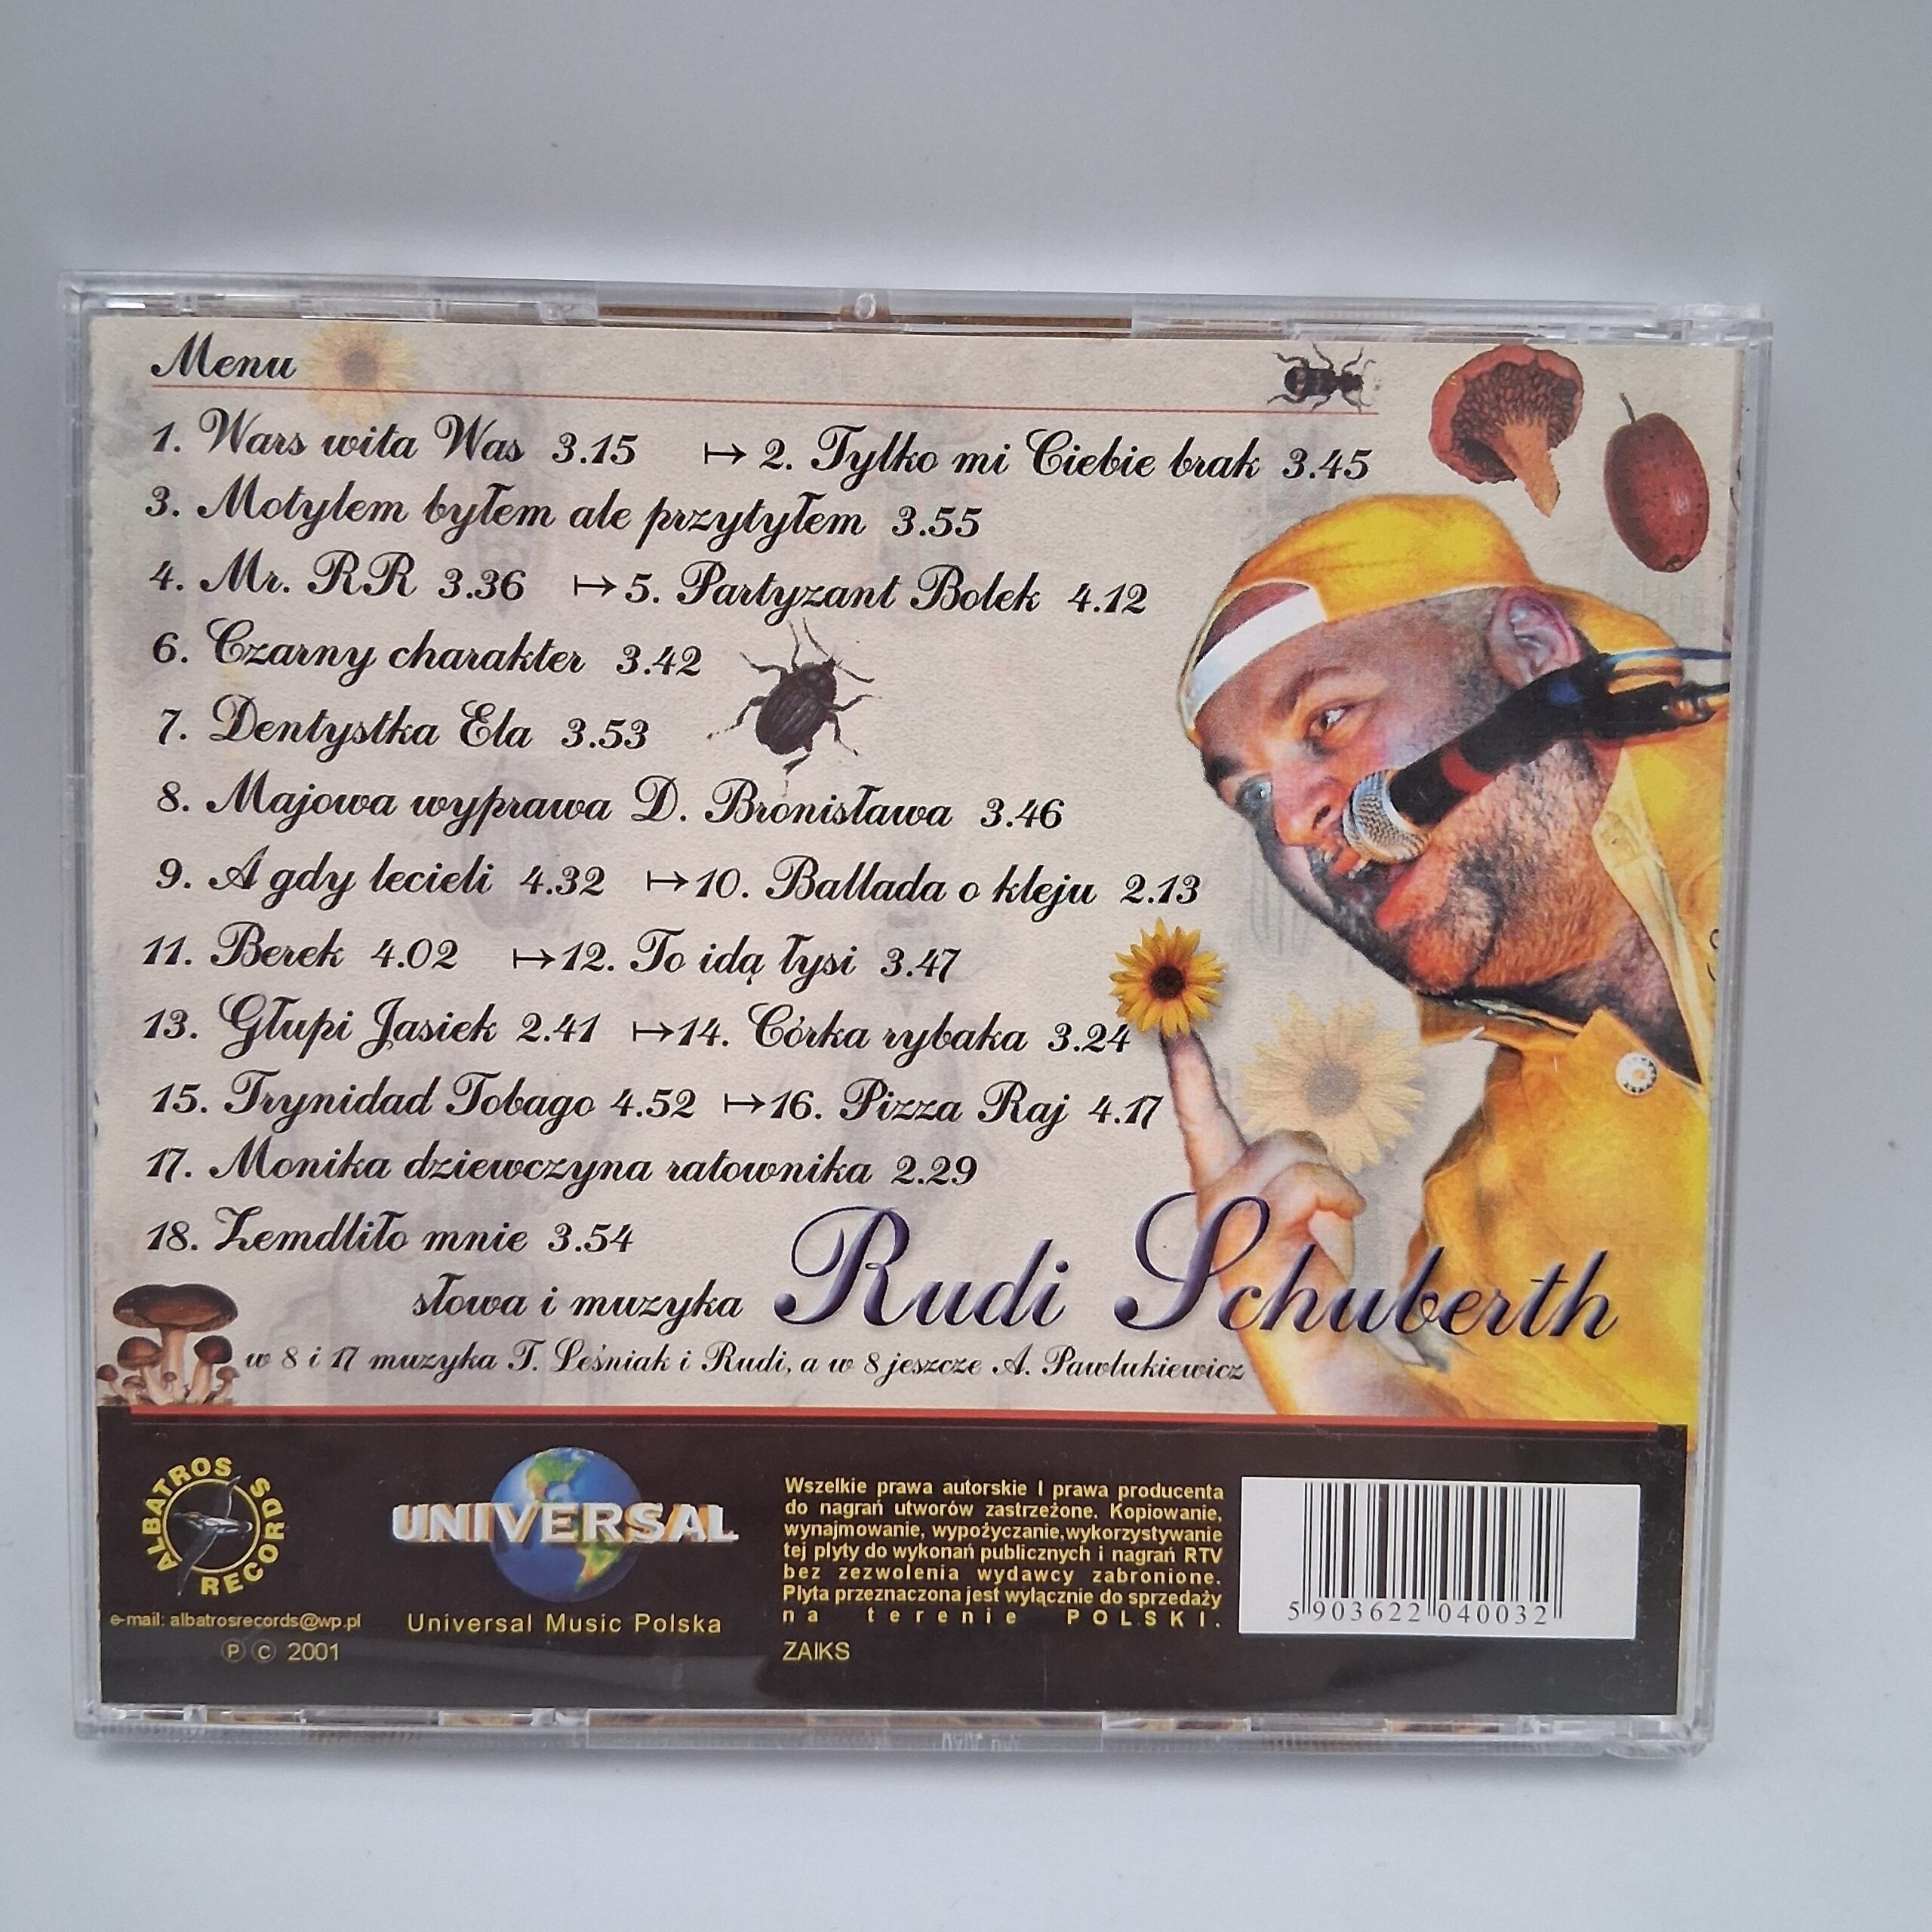 Menu
1. Wars wita Was 3.15 ↦ 2. Tylko mi Ciebie brak 3.45
3. Motylem byłem ale przytyłem 3.55
4. Mr. RR 3.36 ↦ 5. Partyzant Bolek 4.12
6. Czarny charakter 3.42
7. Dentystka Ela 3.53
8. Majowa wyprawa D. Bronisława 3.46
9. A gdy lecieli 4.32 ↦ 10. Ballada o kleju 2.13
11. Berek 4.02 ↦ 12. To idą łysi 3.47
13. Głupi Jasiek 2.41 ↦ 14. Córka rybaka 3.24
15. Trynidad Tobago 4.52 ↦ 16. Pizza Raj 4.17
17. Monika dziewczyna ratownika 2.29
18. Zemdliło mnie 3.54
słowa i muzyka Rudi Schuberth
w 8 i 17 muzyka T. Leśniak i Rudi, a w 8 jeszcze A. Pawlukiewicz
ALBATROS RECORDS
e-mail: albatrosrecords@wp.pl
Ⓟ © 2001
UNIVERSAL
Universal Music Polska
Wszelkie prawa autorskie I prawa producenta
do nagrań utworów zastrzeżone. Kopiowanie,
wynajmowanie, wypożyczanie,wykorzystywanie
tej plyty do wykonań publicznych i nagrań RTV
bez zezwolenia wydawcy zabronione.
Plyta przeznaczona jest wyłącznie do sprzedaży
na terenie POLSKI.
ZAIKS
5 903622 040032